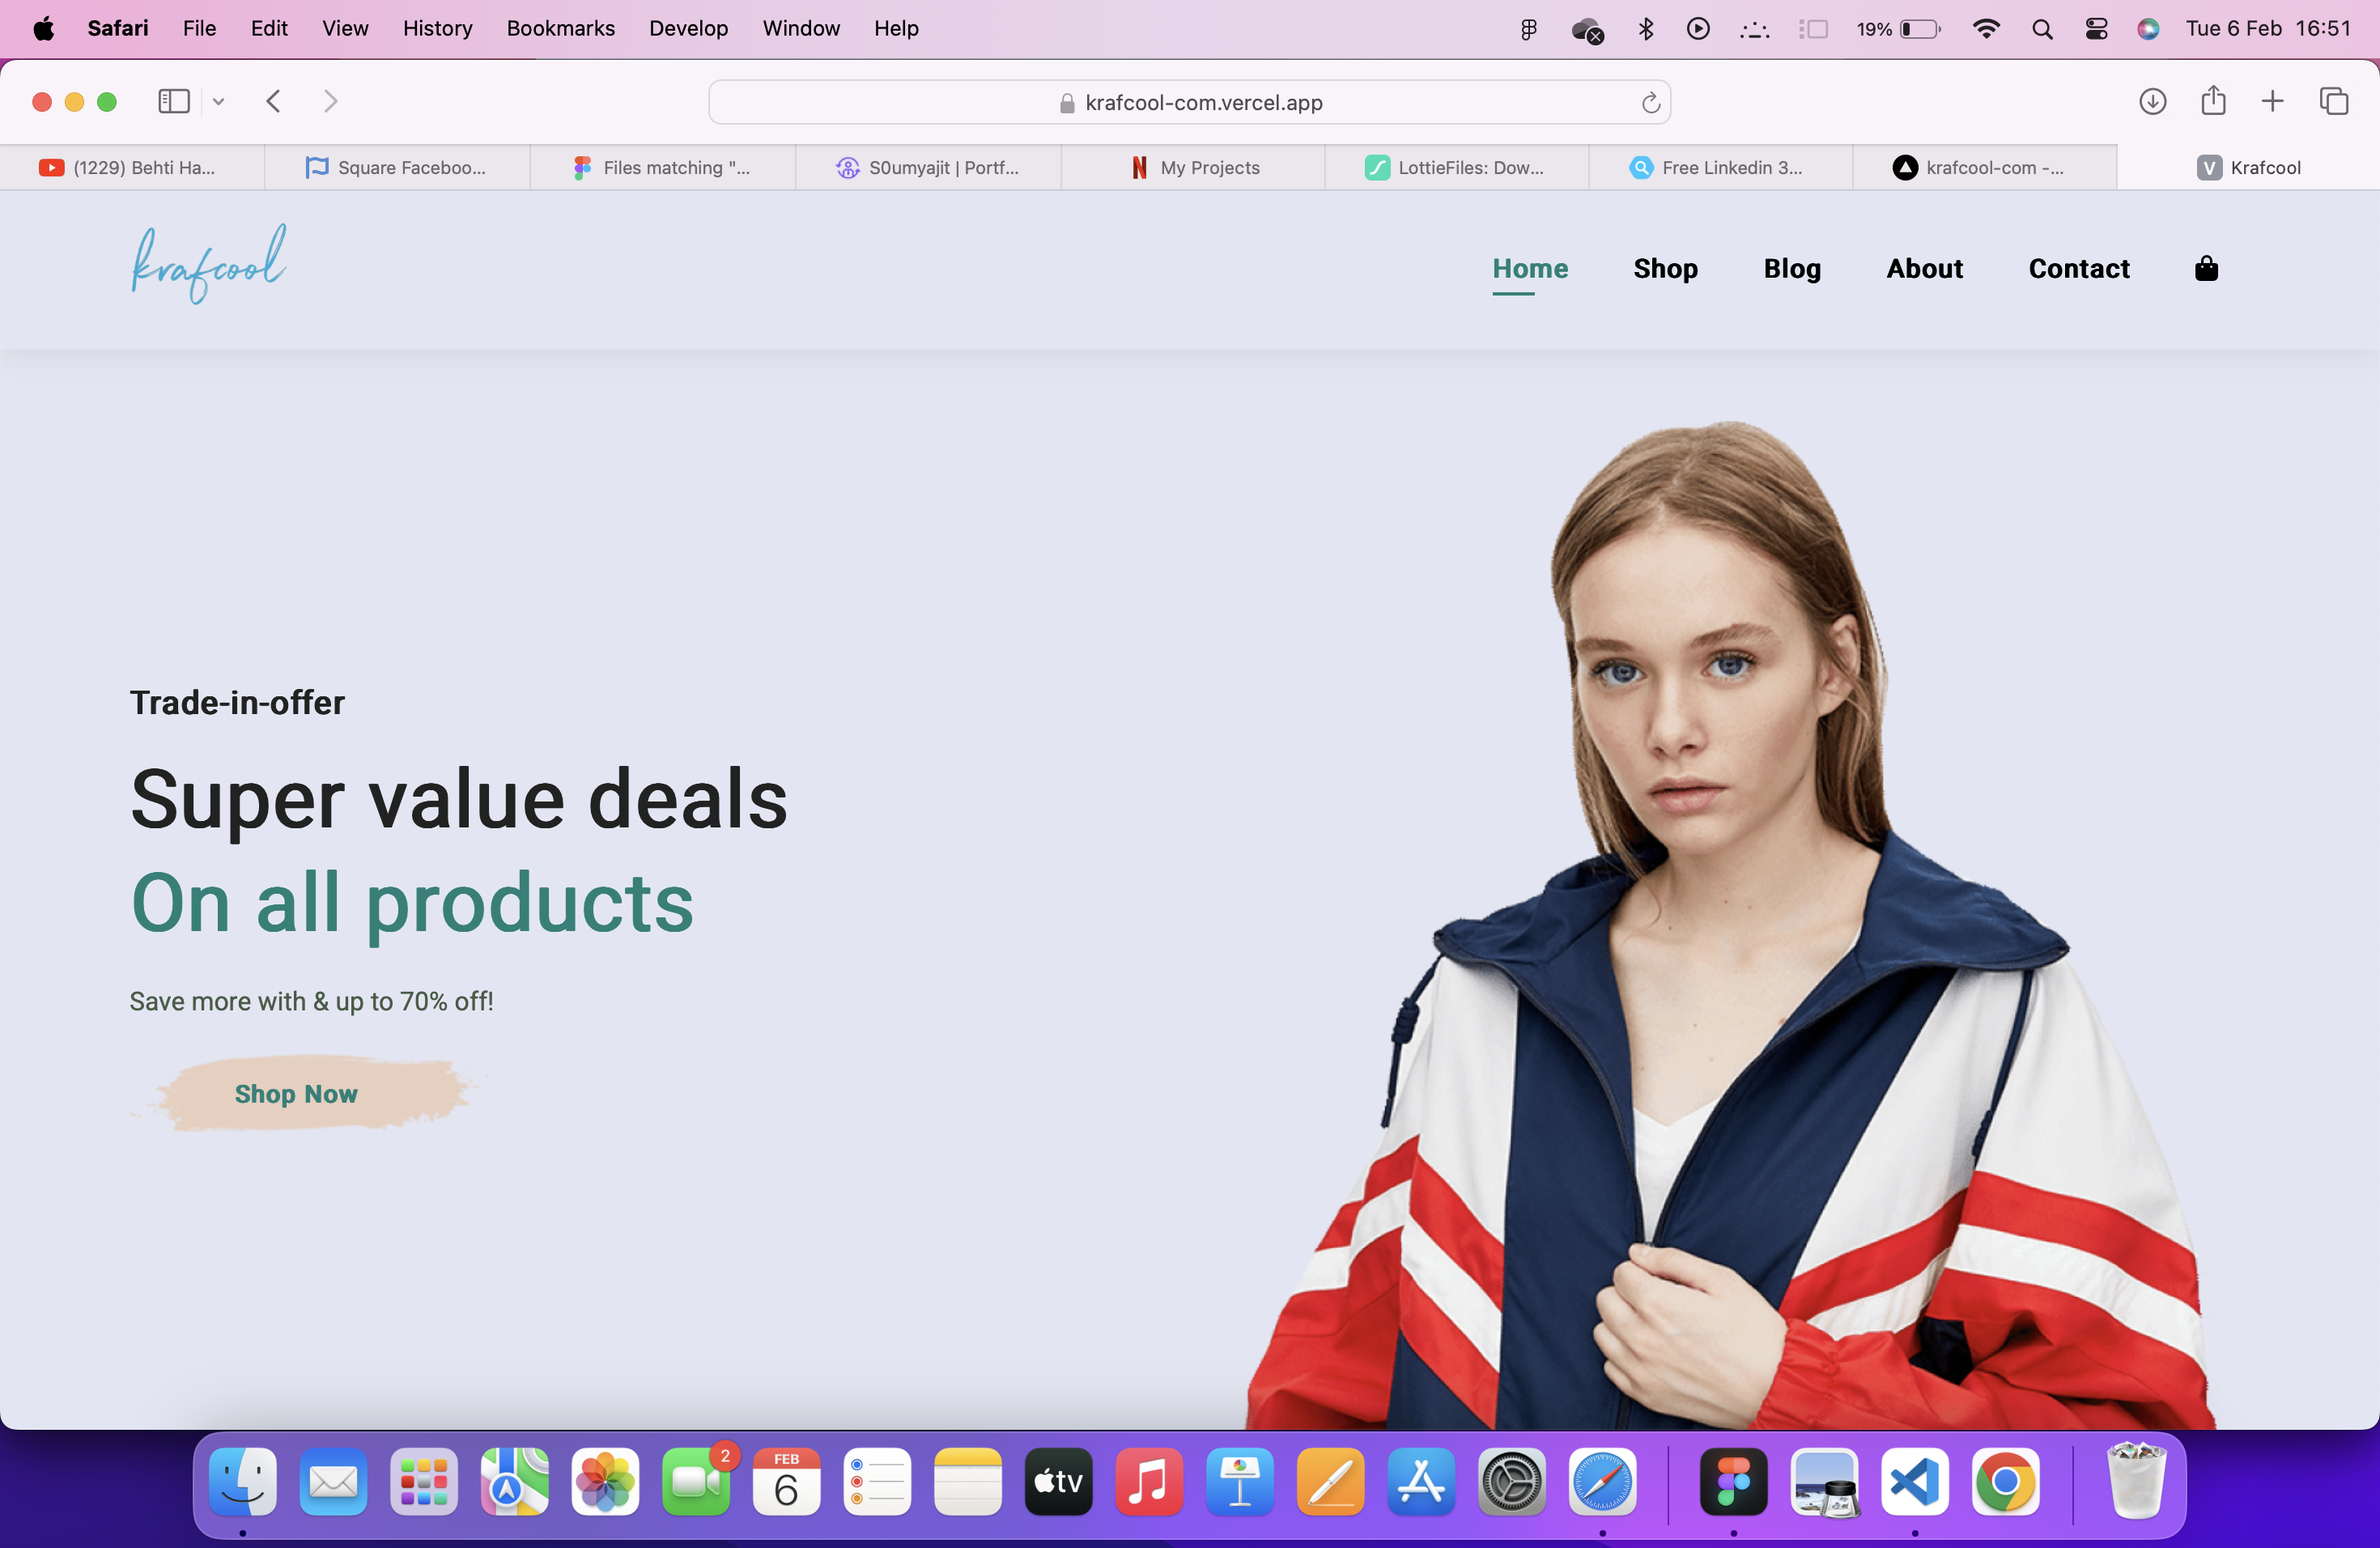 Safari File Edit View History Bookmarks Develop Window Help 19% Tue 6 Feb 16:51
krafcool-com.vercel.app
(1229) Behti Ha... Square Faceboo... Files matching "... S0umyajit | Portf... My Projects LottieFiles: Dow... Free Linkedin 3... krafcool-com -... V Krafcool
krafcool Home Shop Blog About Contact
Trade-in-offer
Super value deals
On all products
Save more with & up to 70% off!
Shop Now
2 FEB
6 tv